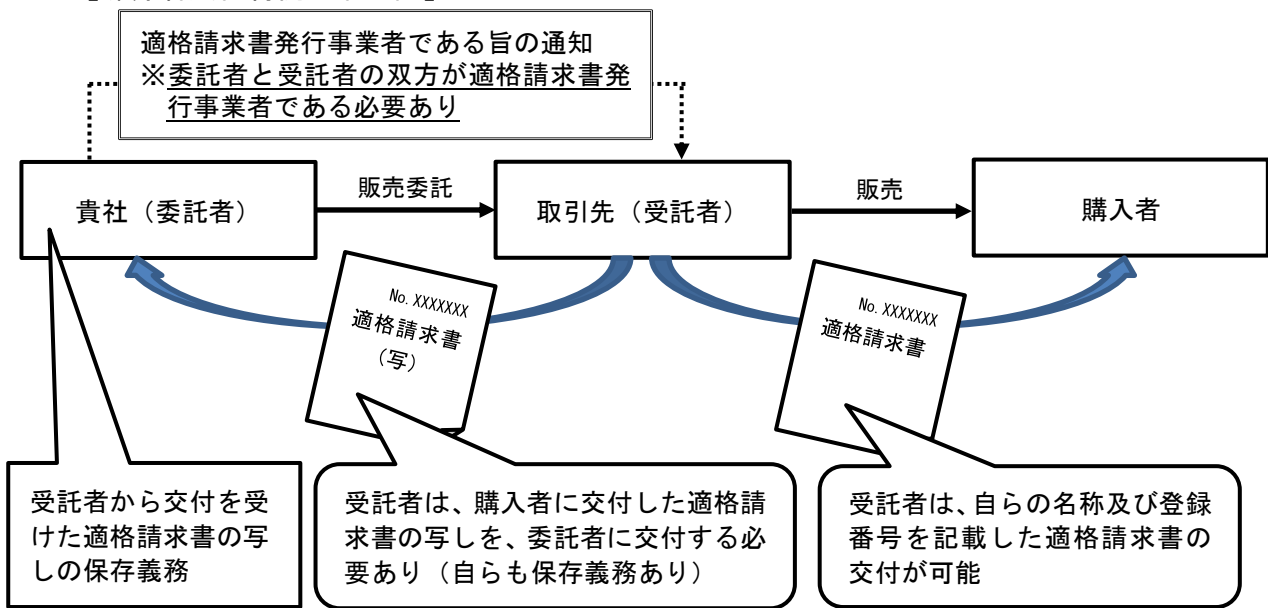 適格請求書発行事業者である旨の通知
※委託者と受託者の双方が適格請求書発
行事業者である必要あり
貴社（委託者）
販売委託
取引先（受託者）
販売
購入者
No. XXXXXXX
適格請求書
（写）
No. XXXXXXX
適格請求書
受託者から交付を受
けた適格請求書の写
しの保存義務
受託者は、購入者に交付した適格請
求書の写しを、委託者に交付する必
要あり（自らも保存義務あり）
受託者は、自らの名称及び登録
番号を記載した適格請求書の
交付が可能